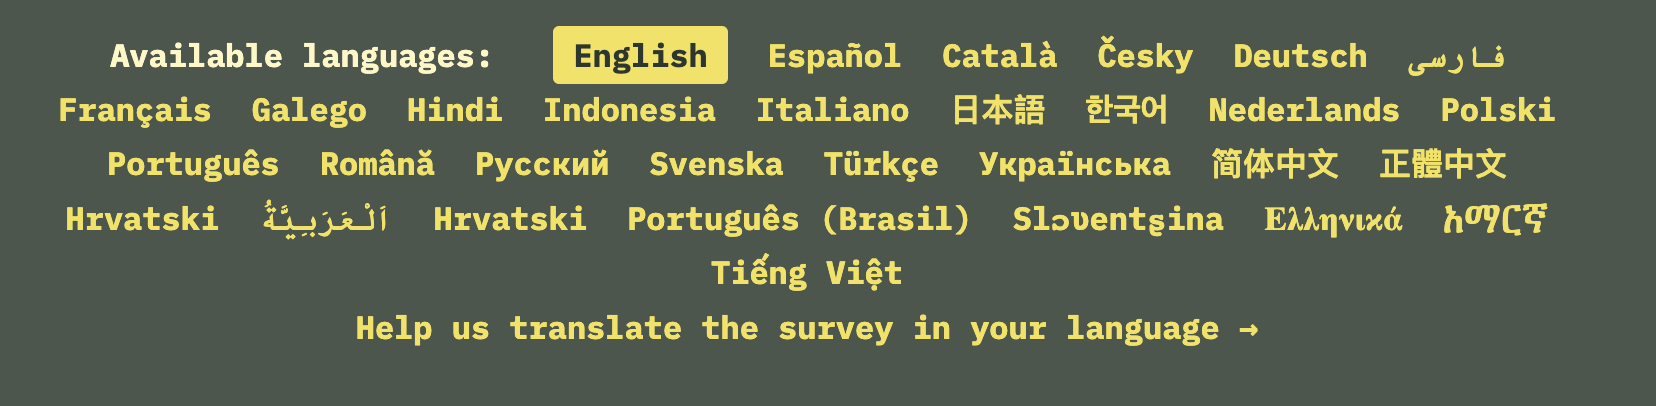 Available languages: English Español Català Česky Deutsch فارسی
Français Galego Hindi Indonesia Italiano 日本語 한국어 Nederlands Polski
Português Română Русский Svenska Türkçe Українська 简体中文 正體中文
Hrvatski اَلْعَرَبِيَّةُ Hrvatski Português (Brasil) Slɔʋentʂina Ελληνικά አማርኛ
Tiếng Việt
Help us translate the survey in your language →